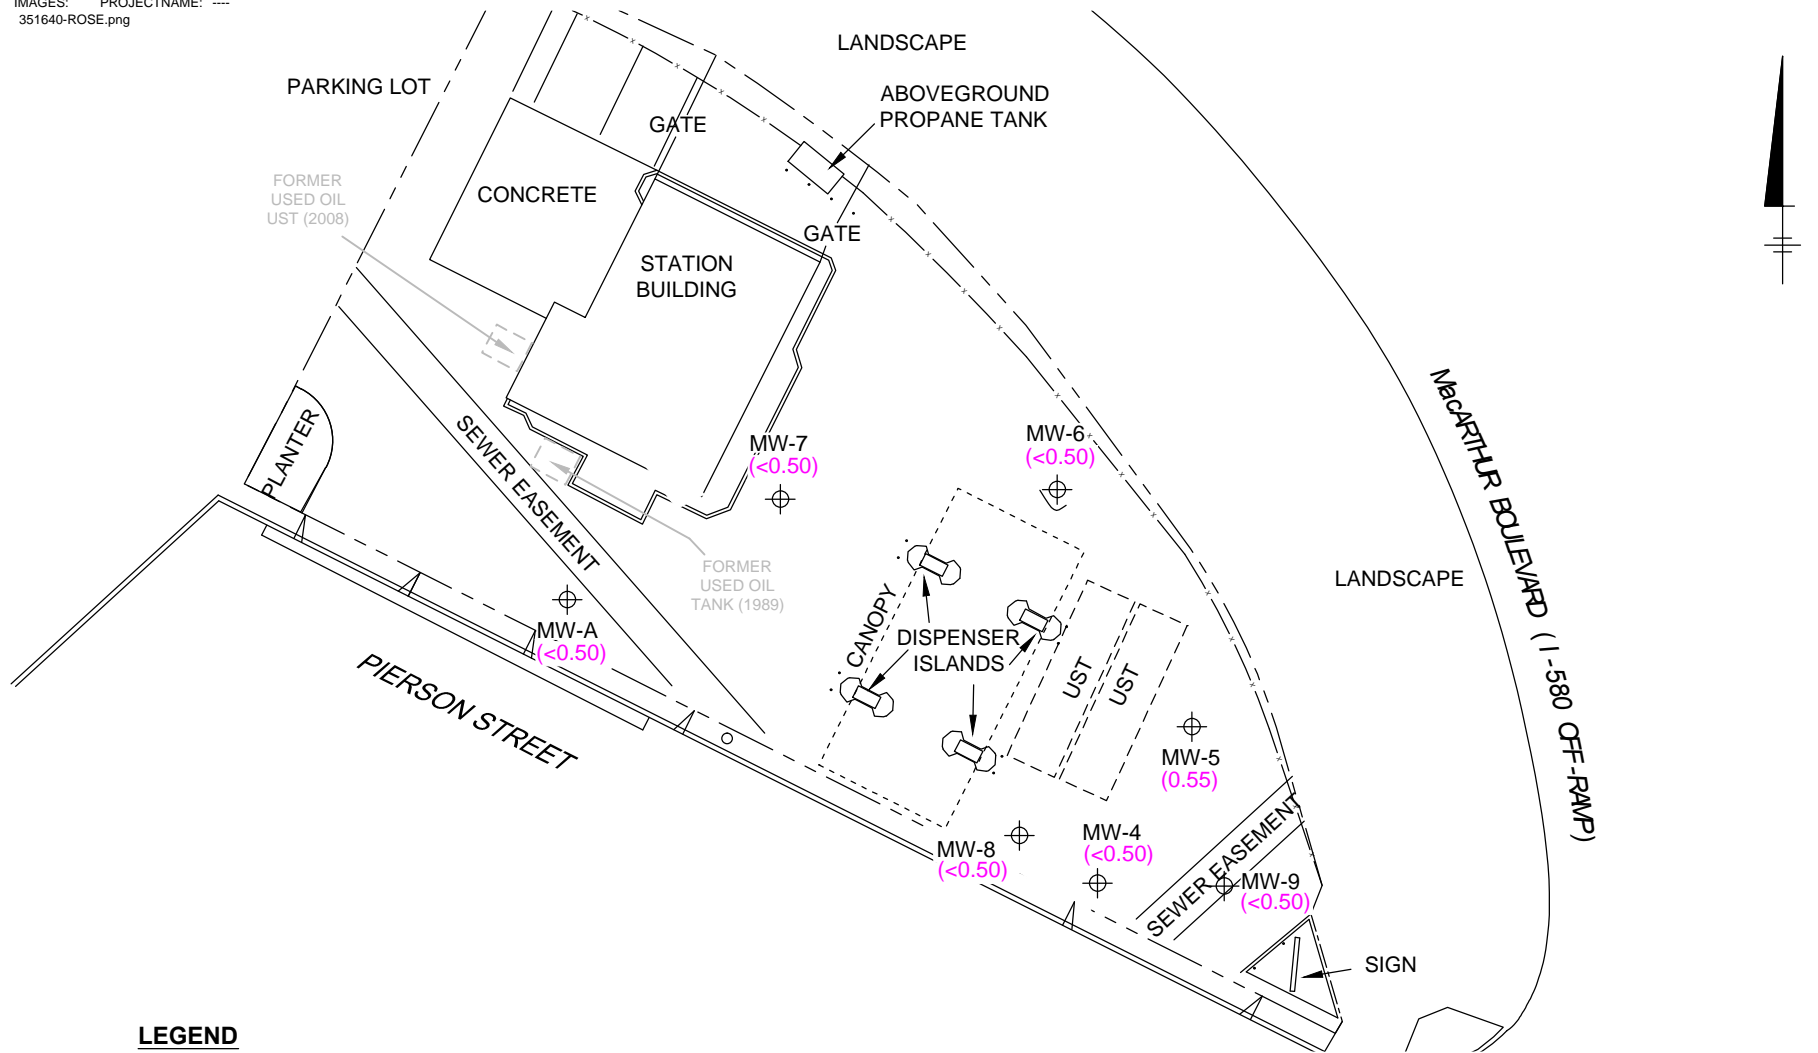 IMAGES: PROJECTNAME: ----
351640-ROSE.png
LANDSCAPE
PARKING LOT
ABOVEGROUND
PROPANE TANK
GATE
FORMER
USED OIL
UST (2008)
CONCRETE
GATE
STATION
BUILDING
MacARTHUR BOULEVARD (I-580 OFF-RAMP)
PLANTER
SEWER EASEMENT
MW-7
(<0.50)
MW-6
(<0.50)
FORMER
USED OIL
TANK (1989)
LANDSCAPE
MW-A
(<0.50)
CANOPY
DISPENSER
ISLANDS
UST
UST
PIERSON STREET
MW-5
(0.55)
MW-8
(<0.50)
MW-4
(<0.50)
SEWER EASEMENT
MW-9
(<0.50)
SIGN
LEGEND